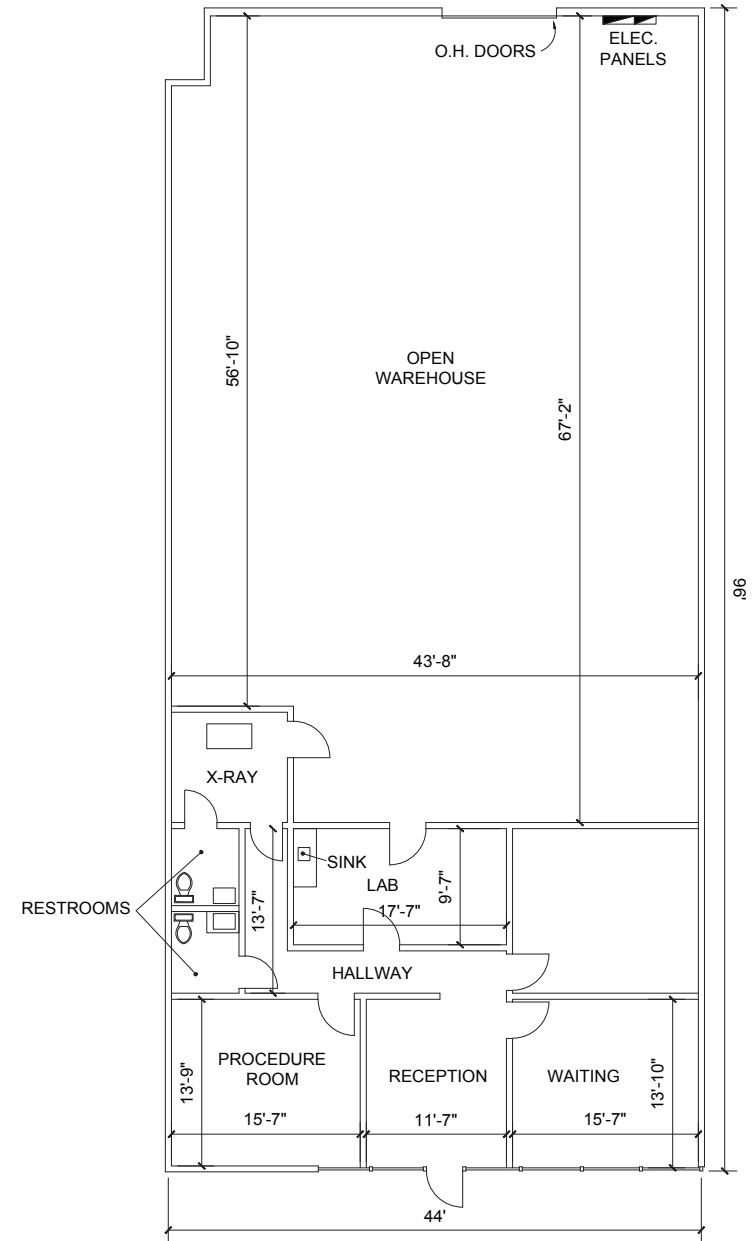 O.H. DOORS
ELEC.
PANELS
56'-10"
OPEN
WAREHOUSE
67'-2"
96'
43'-8"
X-RAY
SINK
LAB
9'-7"
17'-7"
RESTROOMS
13'-7"
HALLWAY
PROCEDURE
ROOM
RECEPTION
WAITING
13'-9"
13'-10"
15'-7"
11'-7"
15'-7"
44'